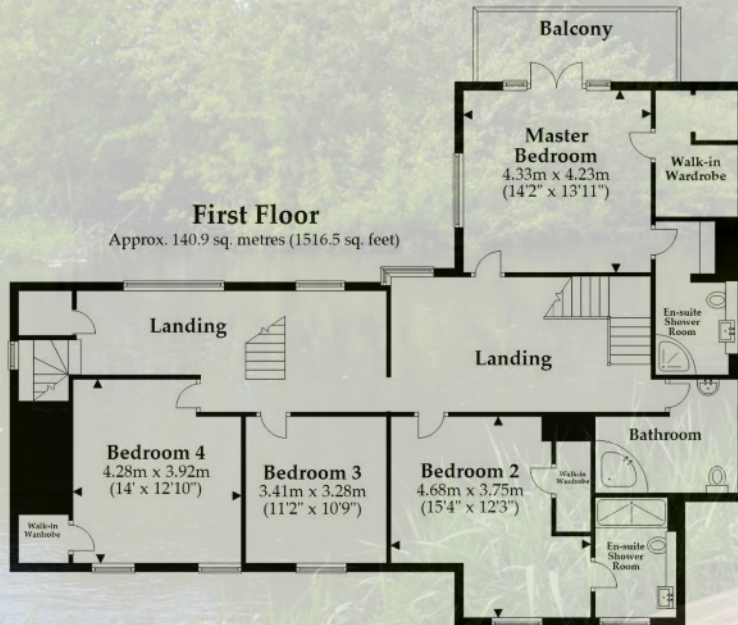 Balcony
Master
Bedroom
4.33m x 4.23m
(14'2" x 13'11")
Walk-in
Wardrobe
First Floor
Approx. 140.9 sq. metres (1516.5 sq. feet)
En-suite
Shower
Room
Landing
Landing
Bathroom
Bedroom 4
4.28m x 3.92m
(14' x 12'10")
Bedroom 3
3.41m x 3.28m
(11'2" x 10'9")
Bedroom 2
4.68m x 3.75m
(15'4" x 12'3")
Walk-in
Wardrobe
Walk-in
Wardrobe
En-suite
Shower
Room